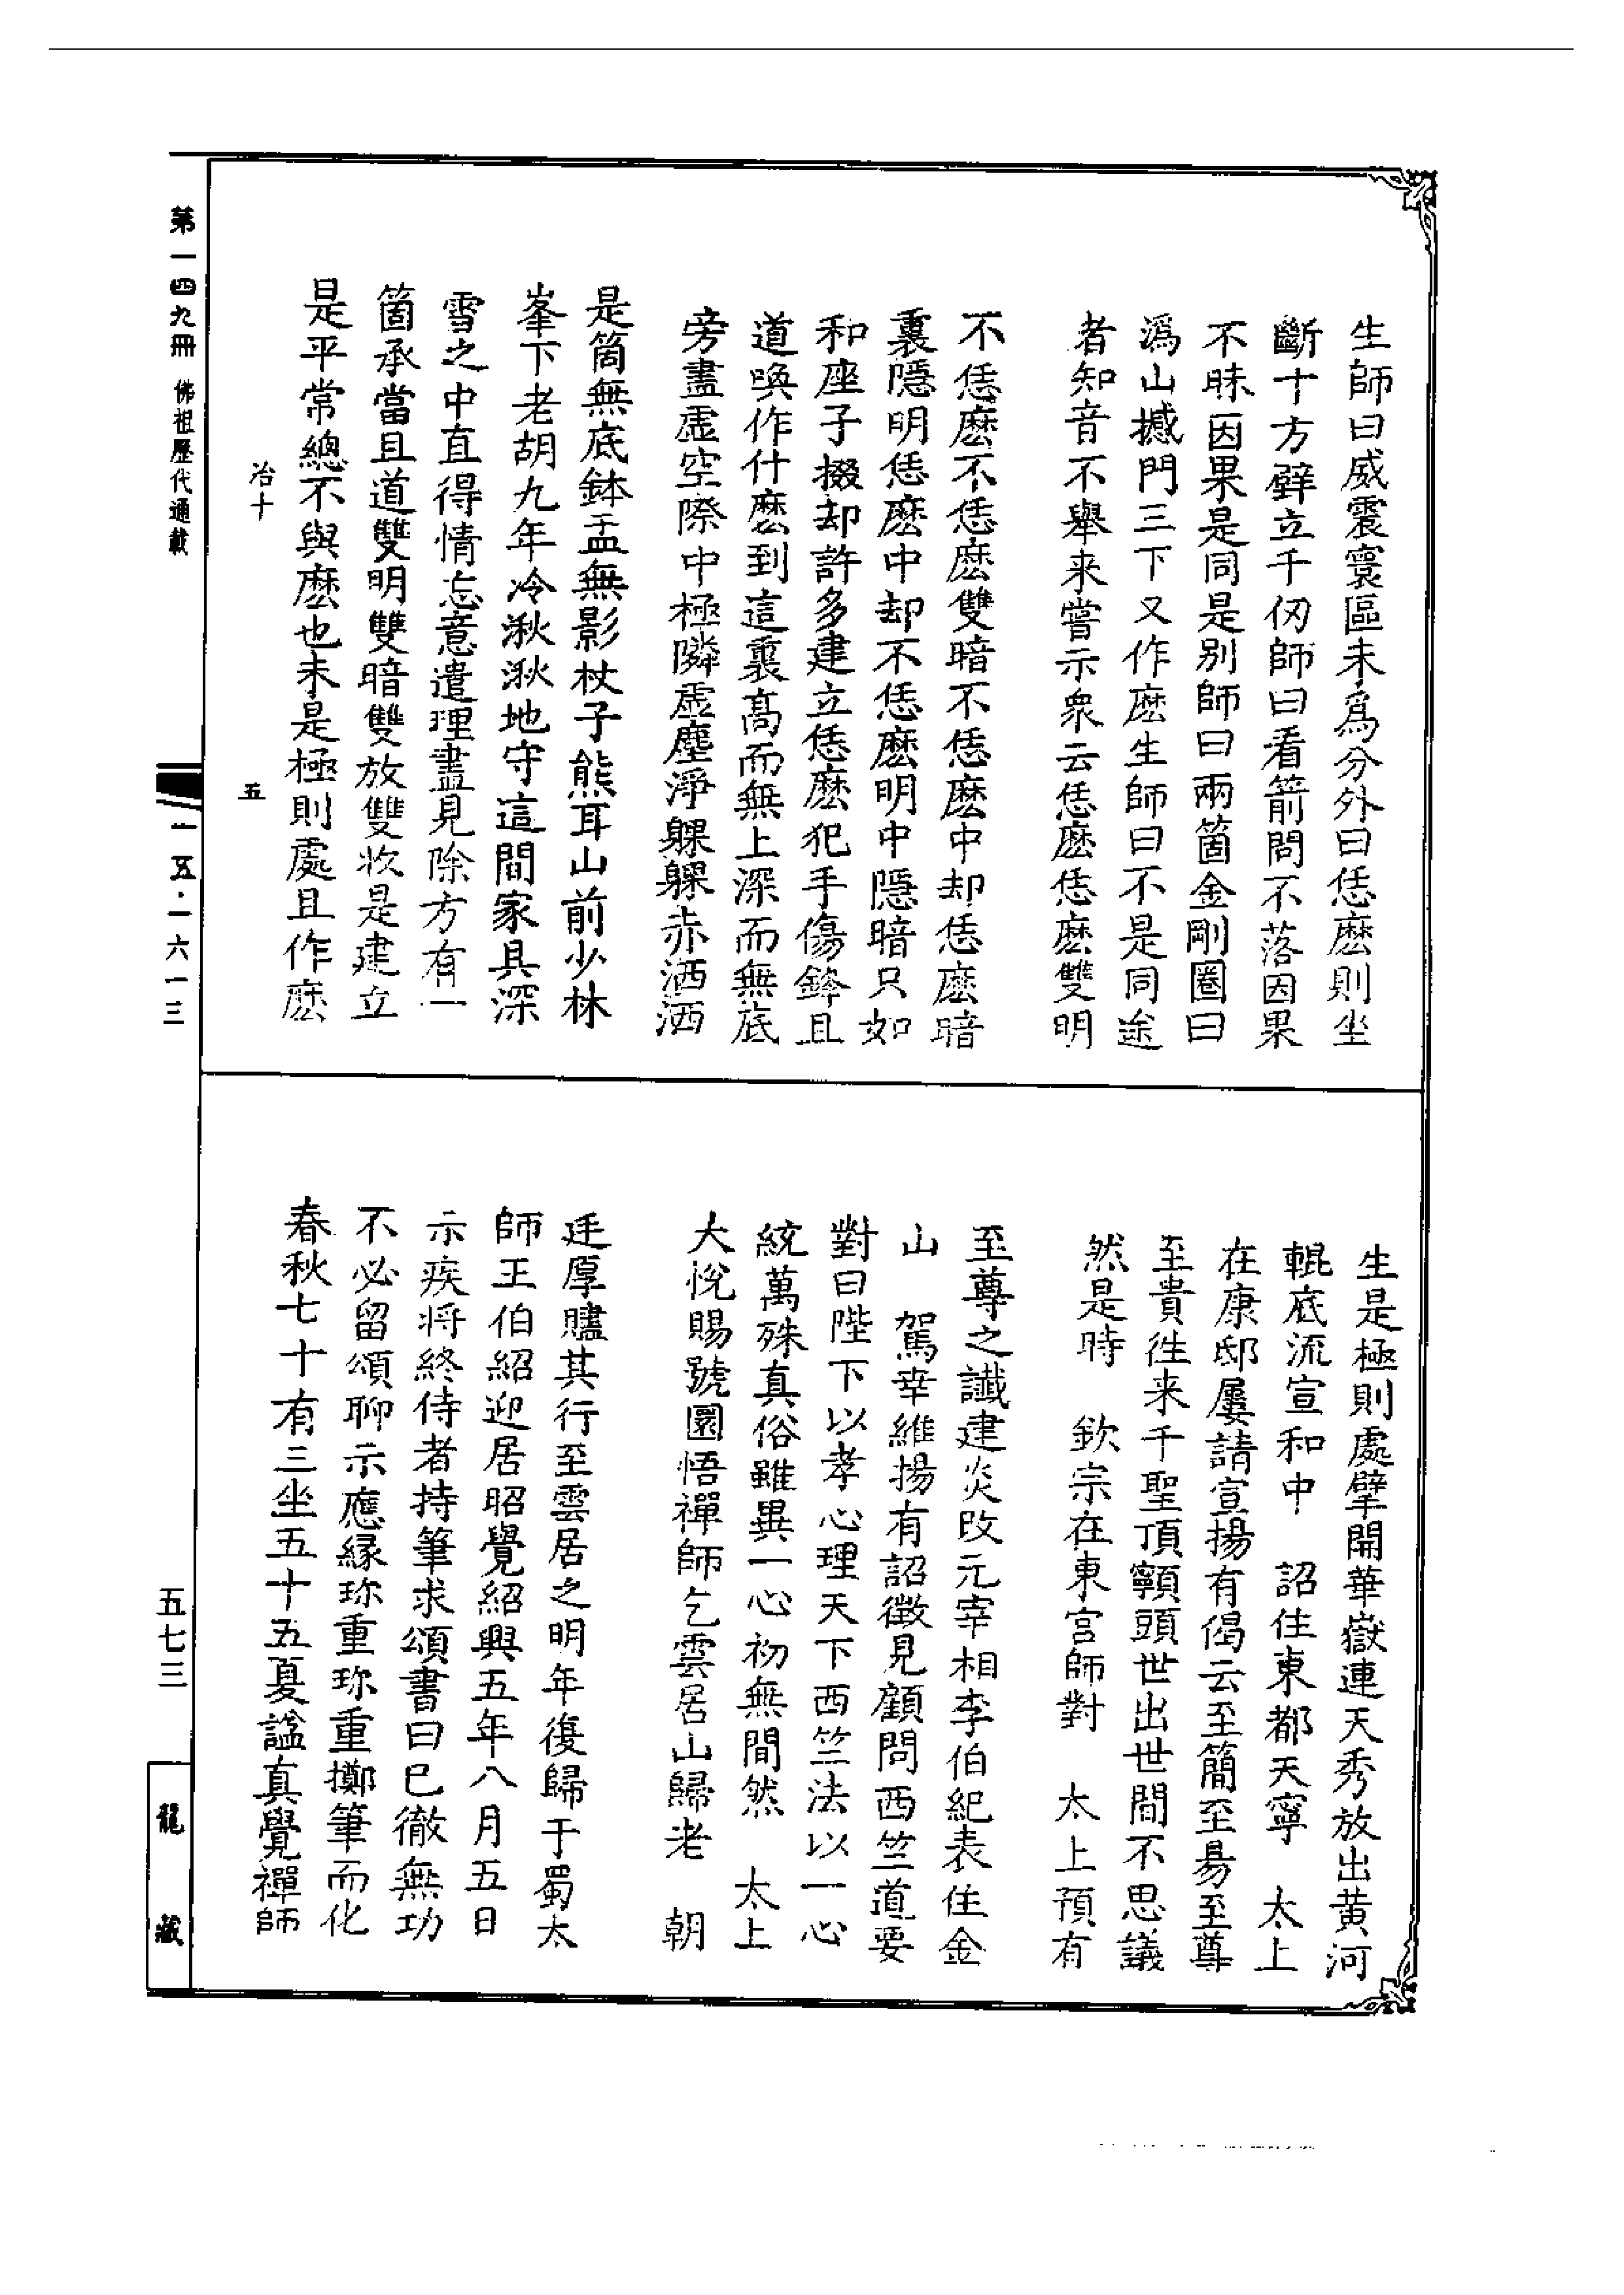 生師曰威震寰區未爲分外曰恁麽則坐
斷十方壁立千仞師曰看箭問不落因果
不昧因果是同是别師曰兩箇金剛圈曰
潙山撼門三下又作麽生師曰不是同途
者知音不舉来嘗示衆云恁麽恁麽雙明
不恁麽不恁麽雙暗不恁麽中却恁麽暗
裏隱明恁麽中却不恁麽明中隱暗只如
和座子掇却許多建立恁麽犯手傷鋒且
道喚作什麽到這裏髙而無上深而無底
旁盡虛空際中極隣虛塵淨躶躶赤洒洒
是箇無底鉢盂無影杖子熊耳山前少林
峯下老胡九年冷湫湫地守這閒家具深
雪之中直得情忘意遣理盡見除方有一
箇承當且道雙明雙暗雙放雙收是建立
是平常總不與麽也未是極則處且作麽
冶十
五
生是極則處擘開華嶽連天秀放出黄河
輥底流宣和中 詔住東都天寧 太上
在康邸屢請宣揚有偈云至簡至易至尊
至貴徃来千聖頂𩕳頭世出世間不思議
然是時 欽宗在東宫師對 太上預有
至尊之讖建炎改元宰相李伯紀表住金
山 駕幸維揚有詔徵見顧問西竺道要
對曰陛下以孝心理天下西竺法以一心
統萬殊真俗雖異一心初無間然 太上
大悅賜號圜悟禪師乞雲居山歸老 朝
廷厚贐其行至雲居之明年復歸于蜀太
師王伯紹迎居昭覺紹興五年八月五日
示疾将終侍者持筆求頌書曰巳徹無功
不必留頌聊示應縁珎重珎重擲筆而化
春秋七十有三坐五十五夏諡真覺禪師
第一四九冊 佛祖歷代通載
一五·一六一三
五七三
龍藏